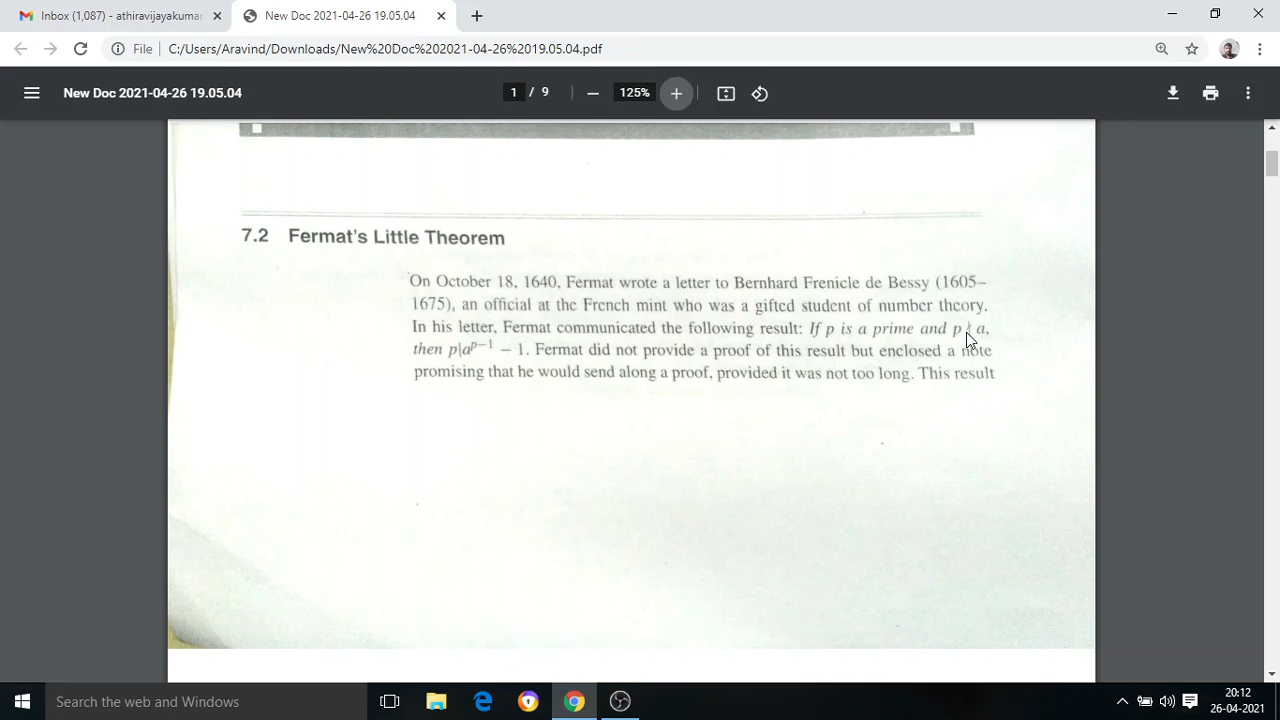 Inbox (1,087) - athiravijayakumar
New Doc 2021-04-26 19.05.04
File
C:/Users/Aravind/Downloads/New%20Doc%202021-04-26%2019.05.04.pdf
New Doc 2021-04-26 19.05.04
1 / 9
125%
7.2 Fermat's Little Theorem
On October 18, 1640, Fermat wrote a letter to Bernhard Frenicle de Bessy (1605–
1675), an official at the French mint who was a gifted student of number theory.
In his letter, Fermat communicated the following result: If p is a prime and p ∤ a,
then p|a^{p−1} − 1. Fermat did not provide a proof of this result but enclosed a note
promising that he would send along a proof, provided it was not too long. This result
Search the web and Windows
20:12
26-04-2021